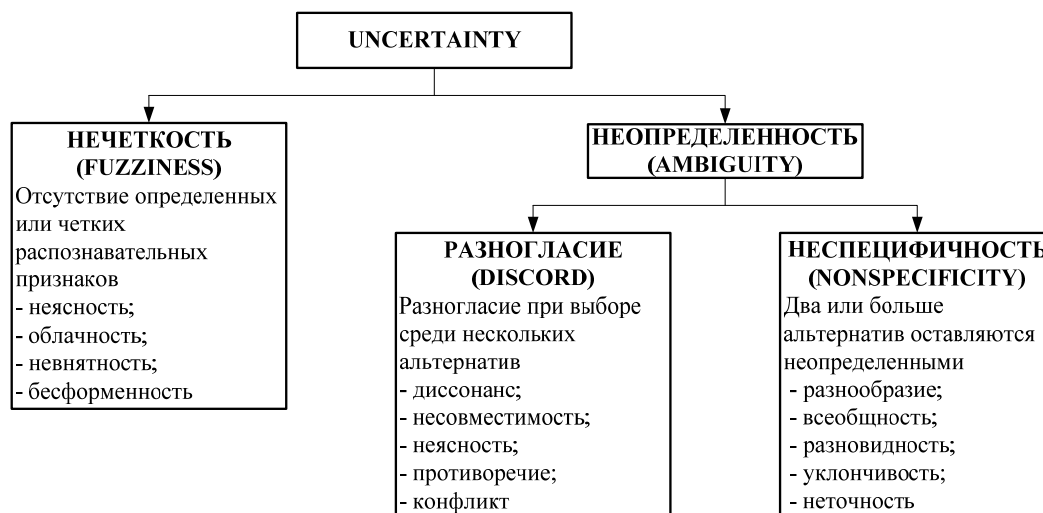 UNCERTAINTY
НЕЧЕТКОСТЬ
(FUZZINESS)
Отсутствие определенных
или четких
распознавательных
признаков
- неясность;
- облачность;
- невнятность;
- бесформенность
НЕОПРЕДЕЛЕННОСТЬ
(AMBIGUITY)
РАЗНОГЛАСИЕ
(DISCORD)
Разногласие при выборе
среди нескольких
альтернатив
- диссонанс;
- несовместимость;
- неясность;
- противоречие;
- конфликт
НЕСПЕЦИФИЧНОСТЬ
(NONSPECIFICITY)
Два или больше
альтернатив оставляются
неопределенными
- разнообразие;
- всеобщность;
- разновидность;
- уклончивость;
- неточность